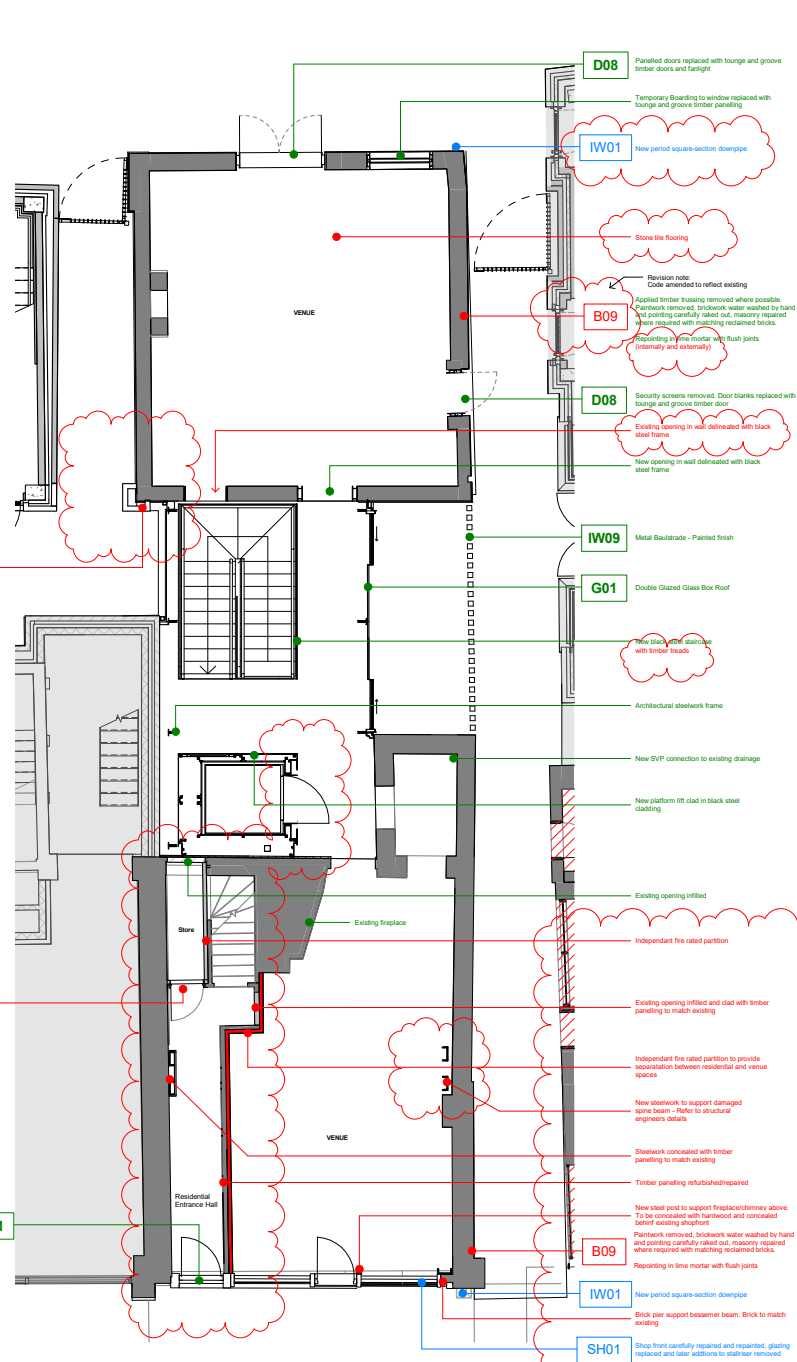 D08
Panelled doors replaced with tounge and groove
timber doors and fanlight
Temporary Boarding to window replaced with
tounge and groove timber panelling
IW01
New period square-section downpipe
Stone tile flooring
Revision note:
Code amended to reflect existing
B09
Applied timber trussing removed where possible.
Paintwork removed, brickwork water washed by hand
and pointing carefully raked out, masonry repaired
where required with matching reclaimed bricks.
Repointing in lime mortar with flush joints
(internally and externally)
VENUE
D08
Security screens removed. Door blanks replaced with
tounge and groove timber door
Existing opening in wall delineated with black
steel frame
New opening in wall delineated with black
steel frame
IW09
Metal Baulstrade - Painted finish
G01
Double Glazed Glass Box Roof
New black steel staircase
with timber treads
Architectural steelwork frame
New SVP connection to existing drainage
New platform lift clad in black steel
cladding
Existing opening infilled
Existing fireplace
Store
Independant fire rated partition
Existing opening infilled and clad with timber
panelling to match existing
Independant fire rated partition to provide
separatation between residential and venue
spaces
New steelwork to support damaged
spine beam - Refer to structural
engineers details
VENUE
Steelwork concealed with timber
panelling to match existing
Timber panelling refurbished/repaired
Residential
Entrance Hall
New steel post to support fireplace/chimney above.
To be concealed with hardwood and concealed
behinf existing shopfront
B09
Paintwork removed, brickwork water washed by hand
and pointing carefully raked out, masonry repaired
where required with matching reclaimed bricks.
Repointing in lime mortar with flush joints
IW01
New period square-section downpipe
Brick pier support bessemer beam. Brick to match
existing
SH01
Shop front carefully repaired and repainted, glazing
replaced and later addtions to stallriser removed